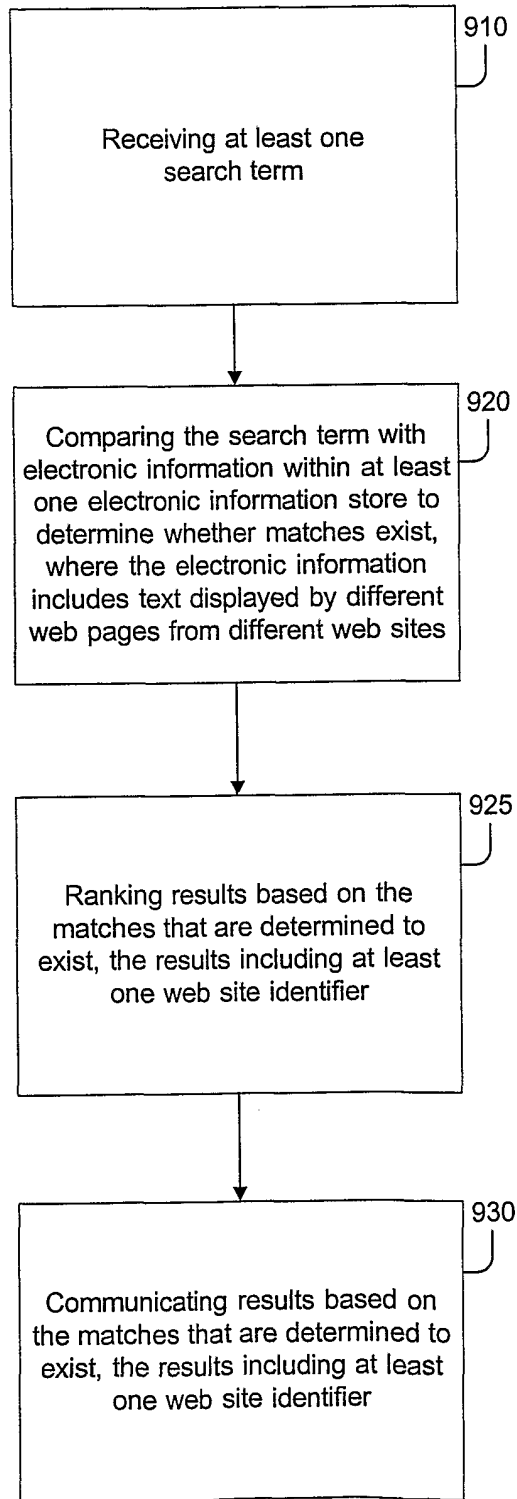 910
Receiving at least one
search term
920
Comparing the search term with
electronic information within at least
one electronic information store to
determine whether matches exist,
where the electronic information
includes text displayed by different
web pages from different web sites
925
Ranking results based on the
matches that are determined to
exist, the results including at least
one web site identifier
930
Communicating results based on
the matches that are determined to
exist, the results including at least
one web site identifier